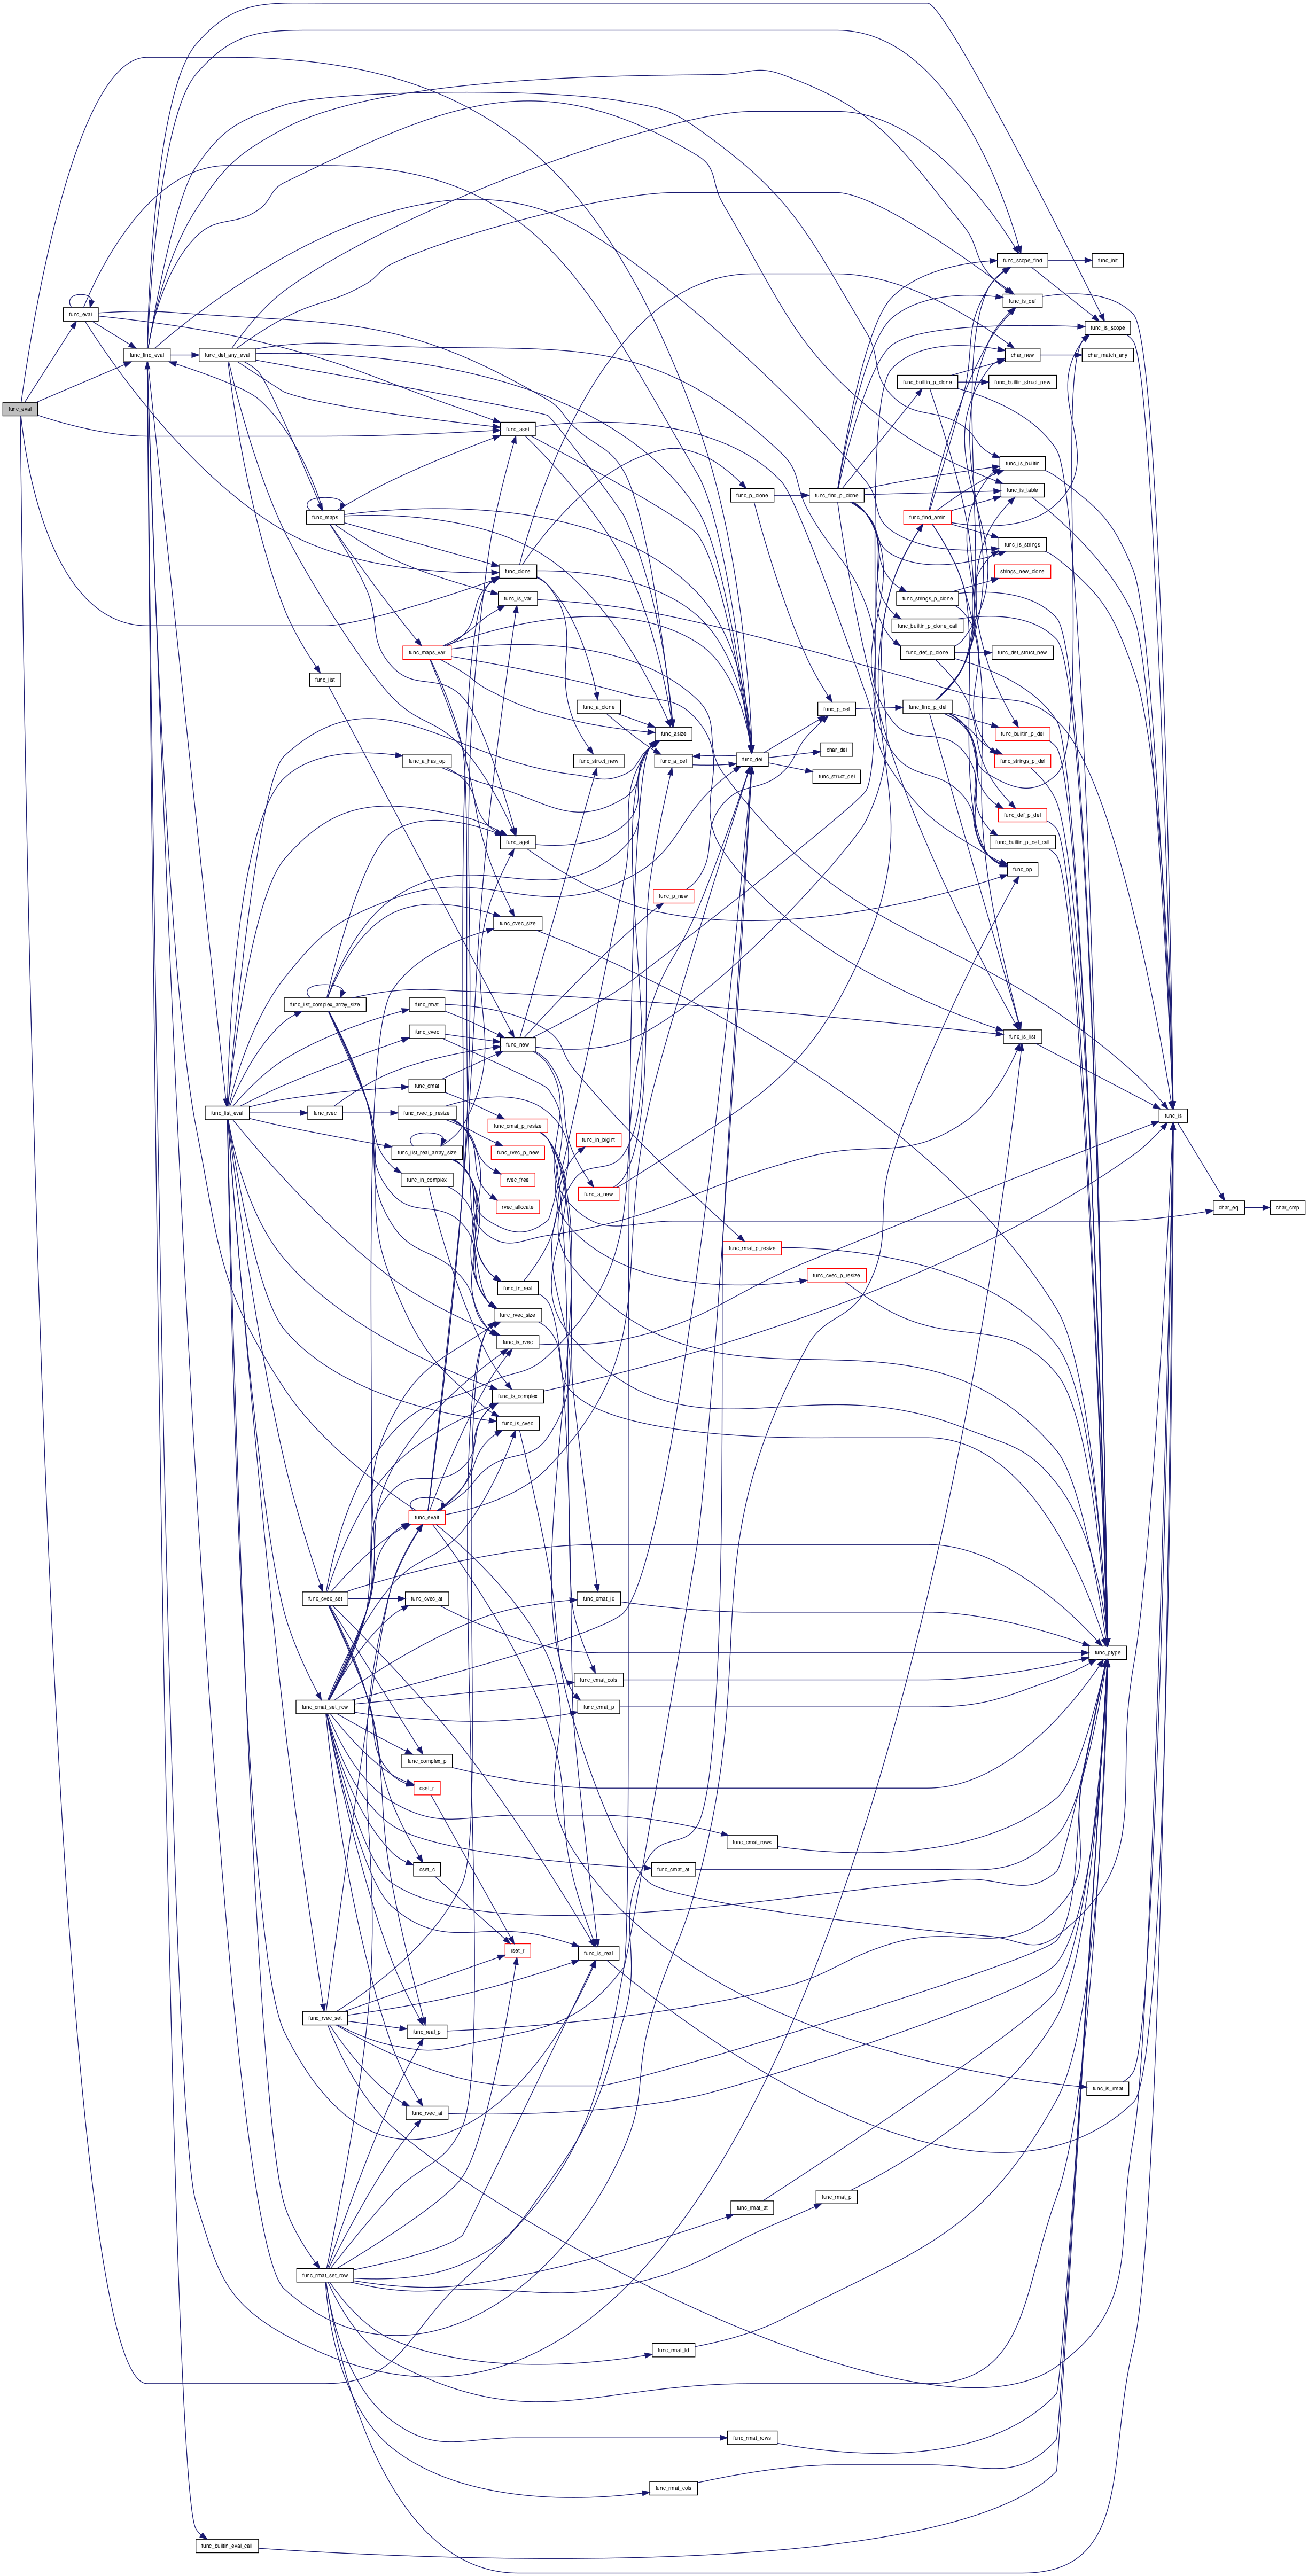 func_scope_find
func_init
func_is_def
func_eval
func_is_scope
func_find_eval
func_def_any_eval
char_new
char_match_any
func_builtin_p_clone
func_builtin_struct_new
func_eval
func_aset
func_is_builtin
func_p_clone
func_find_p_clone
func_is_table
func_maps
func_find_amin
func_is_strings
func_clone
strings_new_clone
func_is_var
func_strings_p_clone
func_builtin_p_clone_call
func_maps_var
func_def_p_clone
func_def_struct_new
func_list
func_a_clone
func_p_del
func_find_p_del
func_asize
func_builtin_p_del
char_del
func_a_has_op
func_struct_new
func_a_del
func_del
func_strings_p_del
func_struct_del
func_def_p_del
func_aget
func_builtin_p_del_call
func_op
func_p_new
func_cvec_size
func_list_complex_array_size
func_rmat
func_cvec
func_new
func_is_list
func_cmat
func_list_eval
func_rvec
func_rvec_p_resize
func_is
func_cmat_p_resize
func_in_bigint
func_list_real_array_size
func_rvec_p_new
func_in_complex
rvec_free
func_a_new
rvec_allocate
char_eq
char_cmp
func_rmat_p_resize
func_in_real
func_cvec_p_resize
func_rvec_size
func_is_rvec
func_is_complex
func_is_cvec
func_evalf
func_cvec_set
func_cvec_at
func_cmat_ld
func_ptype
func_cmat_cols
func_cmat_set_row
func_cmat_p
func_complex_p
cset_r
func_cmat_rows
cset_c
func_cmat_at
rset_r
func_is_real
func_rvec_set
func_real_p
func_is_rmat
func_rvec_at
func_rmat_p
func_rmat_at
func_rmat_set_row
func_rmat_ld
func_rmat_rows
func_rmat_cols
func_builtin_eval_call